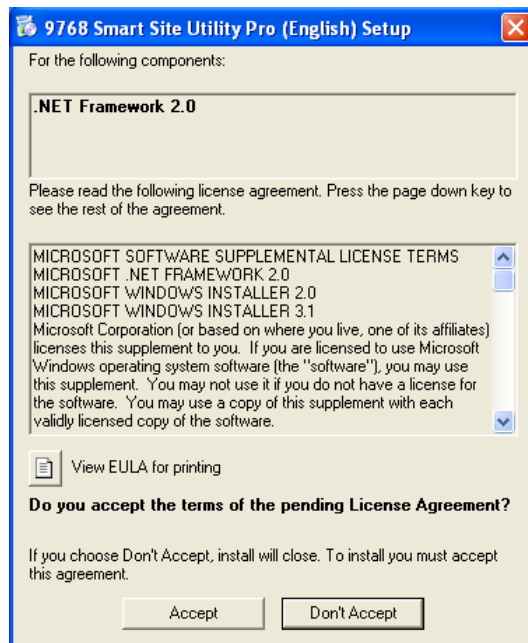 9768 Smart Site Utility Pro (English) Setup
For the following components:
.NET Framework 2.0
Please read the following license agreement. Press the page down key to
see the rest of the agreement.
MICROSOFT SOFTWARE SUPPLEMENTAL LICENSE TERMS
MICROSOFT .NET FRAMEWORK 2.0
MICROSOFT WINDOWS INSTALLER 2.0
MICROSOFT WINDOWS INSTALLER 3.1
Microsoft Corporation (or based on where you live, one of its affiliates)
licenses this supplement to you.  If you are licensed to use Microsoft
Windows operating system software (the "software"), you may use
this supplement.  You may not use it if you do not have a license for
the software.  You may use a copy of this supplement with each
validly licensed copy of the software.
View EULA for printing
Do you accept the terms of the pending License Agreement?
If you choose Don't Accept, install will close. To install you must accept
this agreement.
Accept
Don't Accept